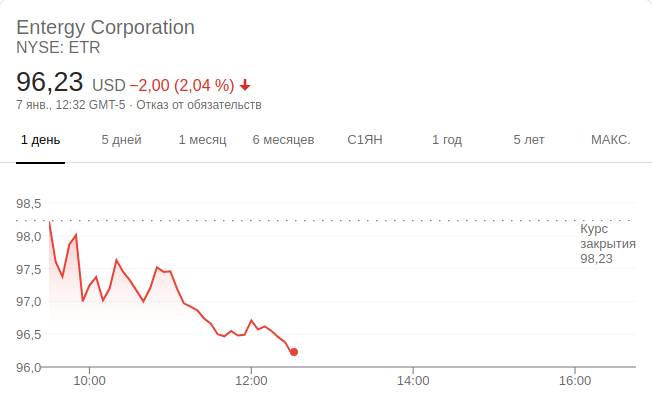 Entergy Corporation
NYSE: ETR
96,23 USD −2,00 (2,04 %)
7 янв., 12:32 GMT-5 · Отказ от обязательств
1 день 5 дней 1 месяц 6 месяцев С1ЯН 1 год 5 лет МАКС.
98,5
98,0
97,5
97,0
96,5
96,0
Курс
закрытия
98,23
10:00 12:00 14:00 16:00